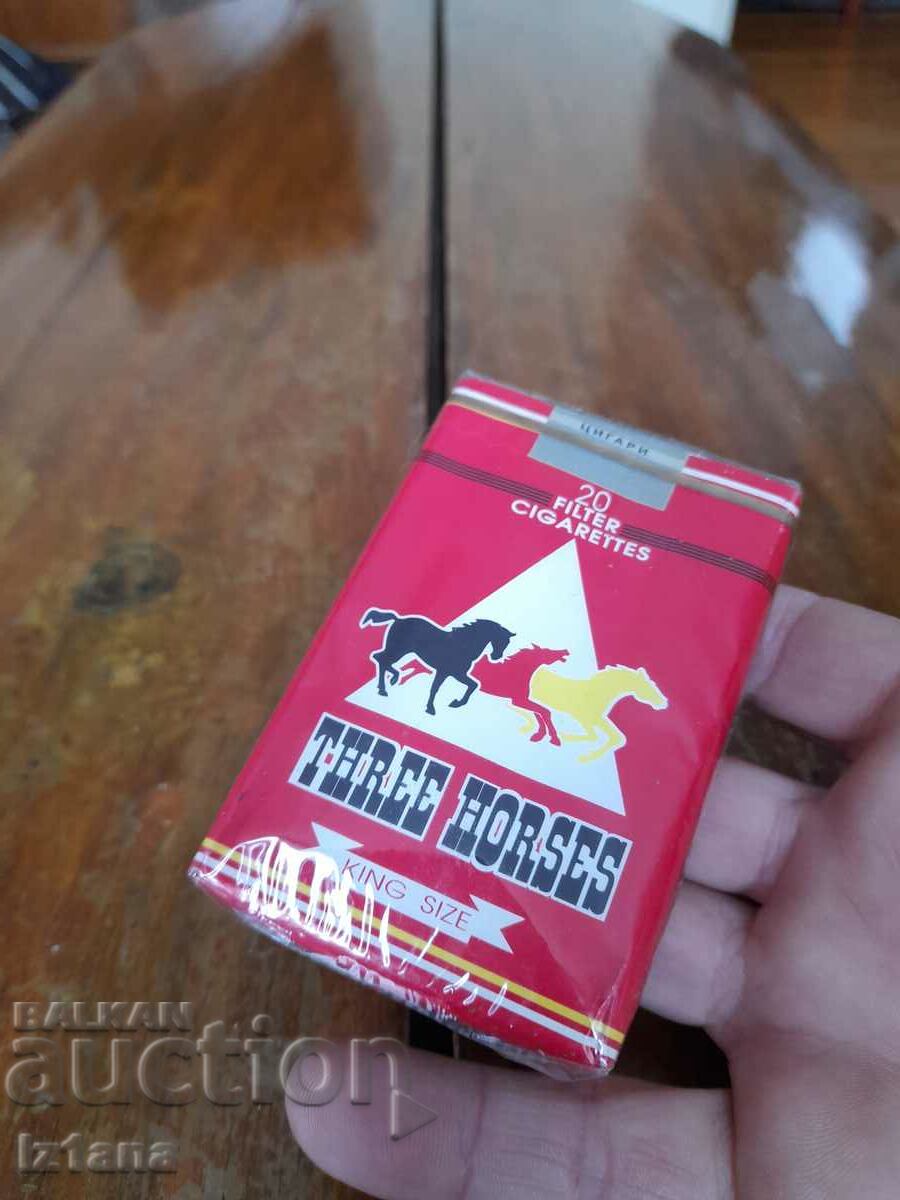 ЦИГАРИ
20
FILTER
CIGARETTES
THREE HORSES
KING SIZE
BALKAN
auction
Iz1ana